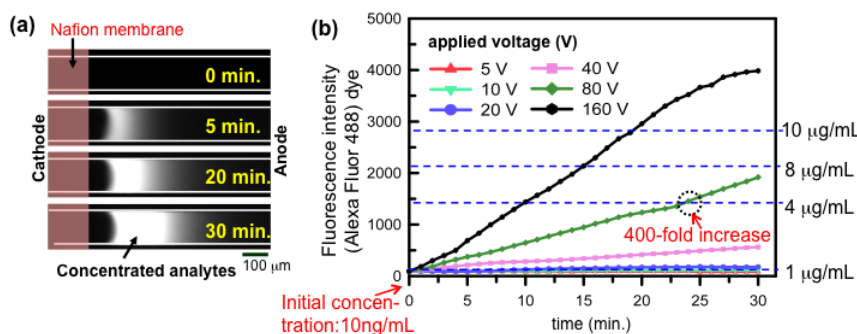 (a)
Nafion membrane
0 min.
5 min.
20 min.
30 min.
Cathode
Anode
Concentrated analytes
100 μm
(b)
applied voltage (V)
5 V
10 V
20 V
40 V
80 V
160 V
Fluorescence intensity
(Alexa Fluor 488) dye
5000
4000
3000
2500
2000
1500
1000
500
0
10 μg/mL
8 μg/mL
4 μg/mL
1 μg/mL
400-fold increase
Initial concen-
tration:10ng/mL
0 5 10 15 20 25 30
time (min.)